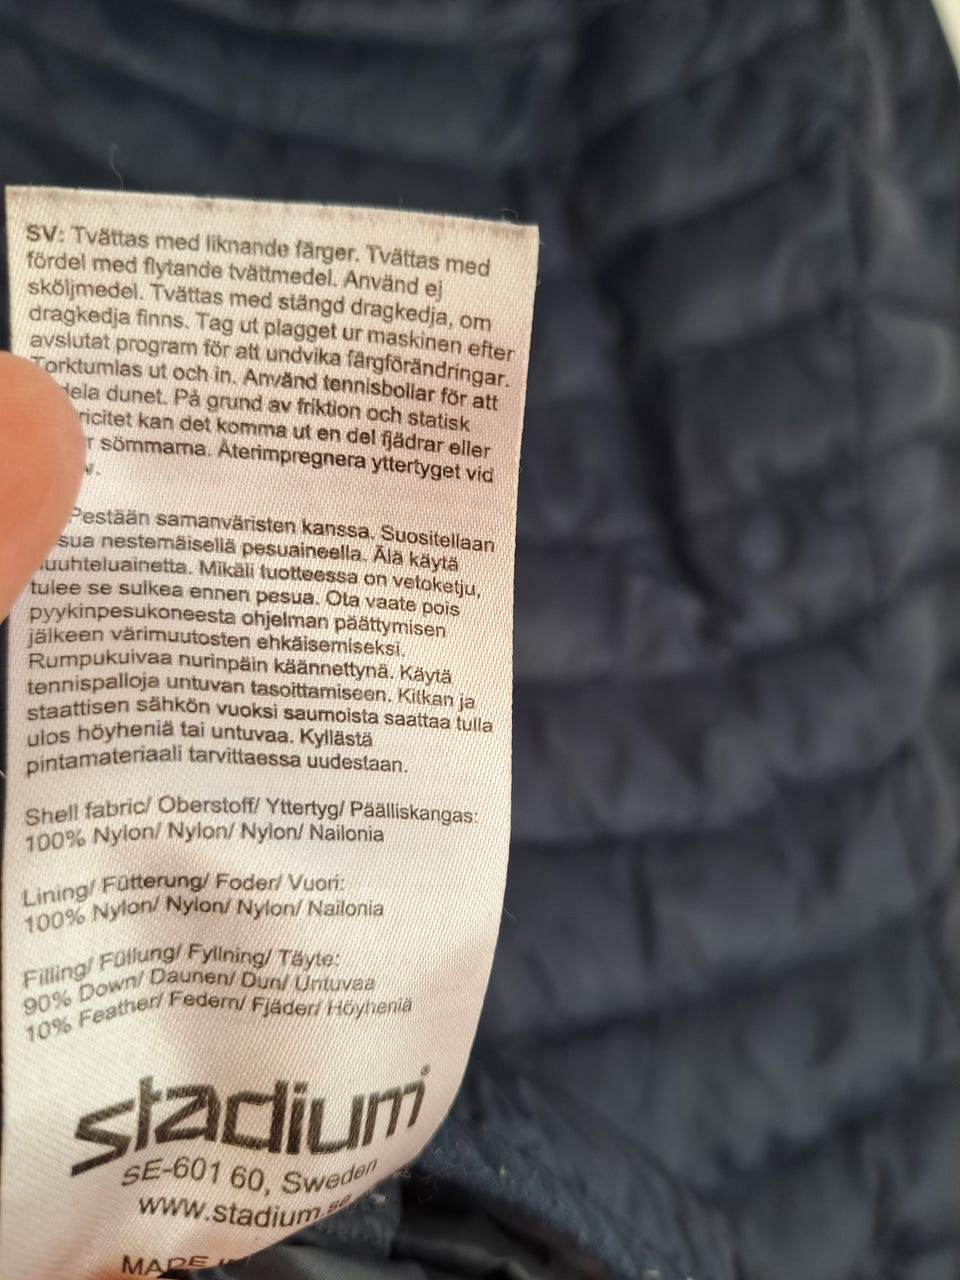 SV: Tvättas med liknande färger. Tvättas med
fördel med flytande tvättmedel. Använd ej
sköljmedel. Tvättas med stängd dragkedja, om
dragkedja finns. Tag ut plagget ur maskinen efter
avslutat program för att undvika färgförändringar.
Torktumlas ut och in. Använd tennisbollar för att
dela dunet. På grund av friktion och statisk
ricitet kan det komma ut en del fjädrar eller
r sömmarna. Återimpregnera yttertyget vid
Pestään samanväristen kanssa. Suositellaan
sua nestemäisellä pesuaineella. Älä käytä
uuhteluainetta. Mikäli tuotteessa on vetoketju,
tulee se sulkea ennen pesua. Ota vaate pois
pyykinpesukoneesta ohjelman päättymisen
jälkeen värimuutosten ehkäisemiseksi.
Rumpukuivaa nurinpäin käännettynä. Käytä
tennispalloja untuvan tasoittamiseen. Kitkan ja
staattisen sähkön vuoksi saumoista saattaa tulla
ulos höyheniä tai untuvaa. Kyllästä
pintamateriaali tarvittaessa uudestaan.
Shell fabric/ Oberstoff/ Yttertyg/ Päälliskangas:
100% Nylon/ Nylon/ Nylon/ Nailonia
Lining/ Fütterung/ Foder/ Vuori:
100% Nylon/ Nylon/ Nylon/ Nailonia
Filling/ Füllung/ Fyllning/ Täyte:
90% Down/ Daunen/ Dun/ Untuvaa
10% Feather/ Federn/ Fjäder/ Höyheniä
stadium
SE-601 60, Sweden
www.stadium.se
MADE